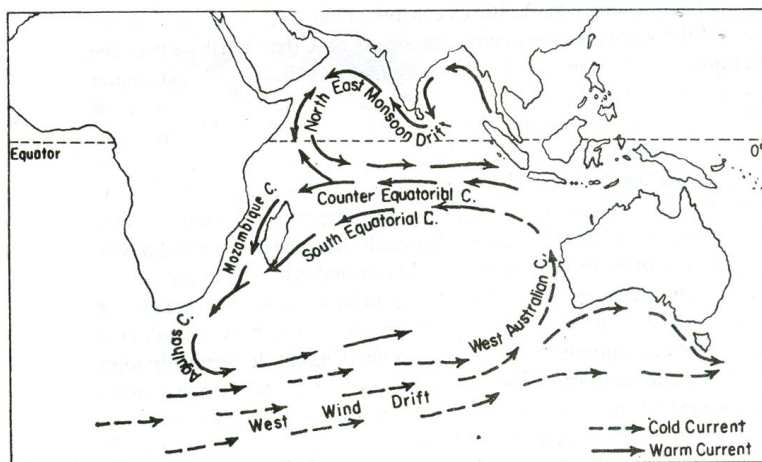 North East Monsoon Drift
Equator
0°
Counter Equatorial C.
South Equatorial C.
Mozambique C.
Agulhas C.
West Australian C.
West Wind Drift
Cold Current
Warm Current